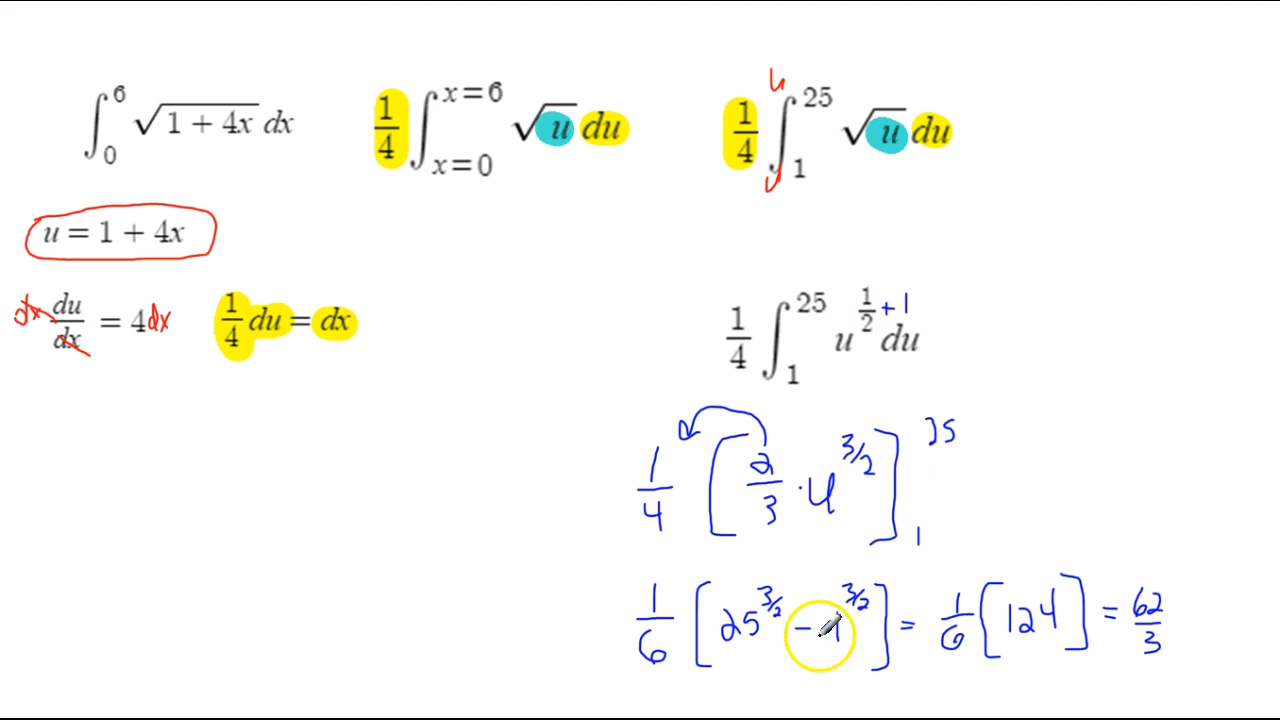 ∫₀⁶ √(1 + 4x) dx    1/4 ∫_{x=0}^{x=6} √u du    1/4 ∫₁²⁵ √u du    u    u
u = 1 + 4x
dx du/dx = 4dx    1/4 du = dx
1/4 ∫₁²⁵ u^{1/2 + 1} du
1/4 [2/3 · u^{3/2}]₁²⁵
1/6 [25^{3/2} − 1^{3/2}] = 1/6 [124] = 62/3